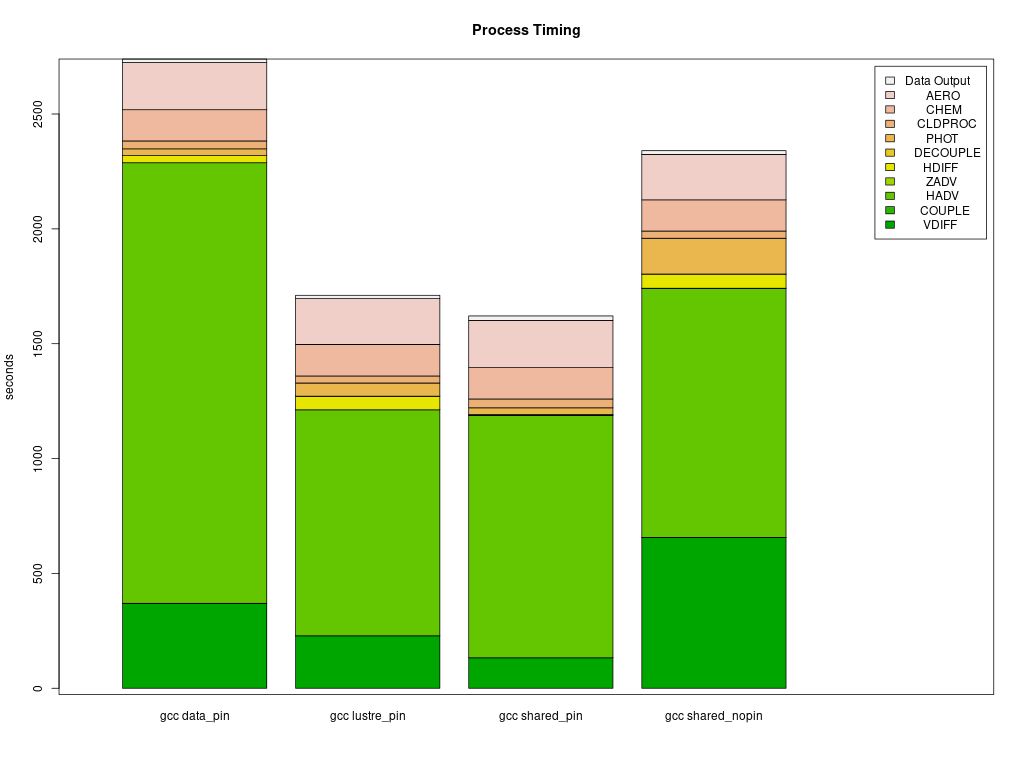 Process Timing
Data Output
AERO
CHEM
CLDPROC
PHOT
DECOUPLE
HDIFF
ZADV
HADV
COUPLE
VDIFF
seconds
2500
2000
1500
1000
500
0
gcc data_pin gcc lustre_pin gcc shared_pin gcc shared_nopin